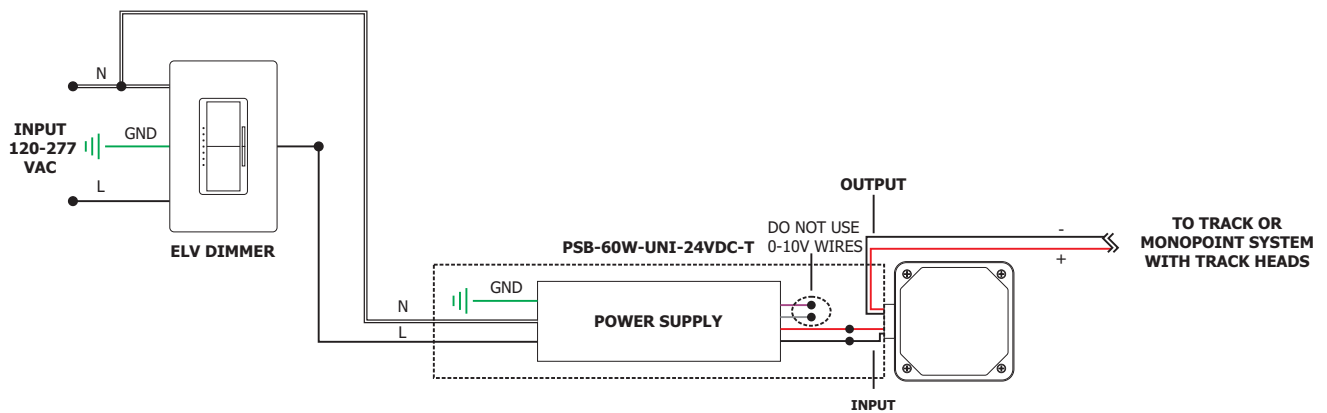 N
INPUT
120-277
VAC
GND
L
ELV DIMMER
OUTPUT
DO NOT USE
0-10V WIRES
PSB-60W-UNI-24VDC-T
-
+
TO TRACK OR
MONOPOINT SYSTEM
WITH TRACK HEADS
GND
N
L
POWER SUPPLY
INPUT